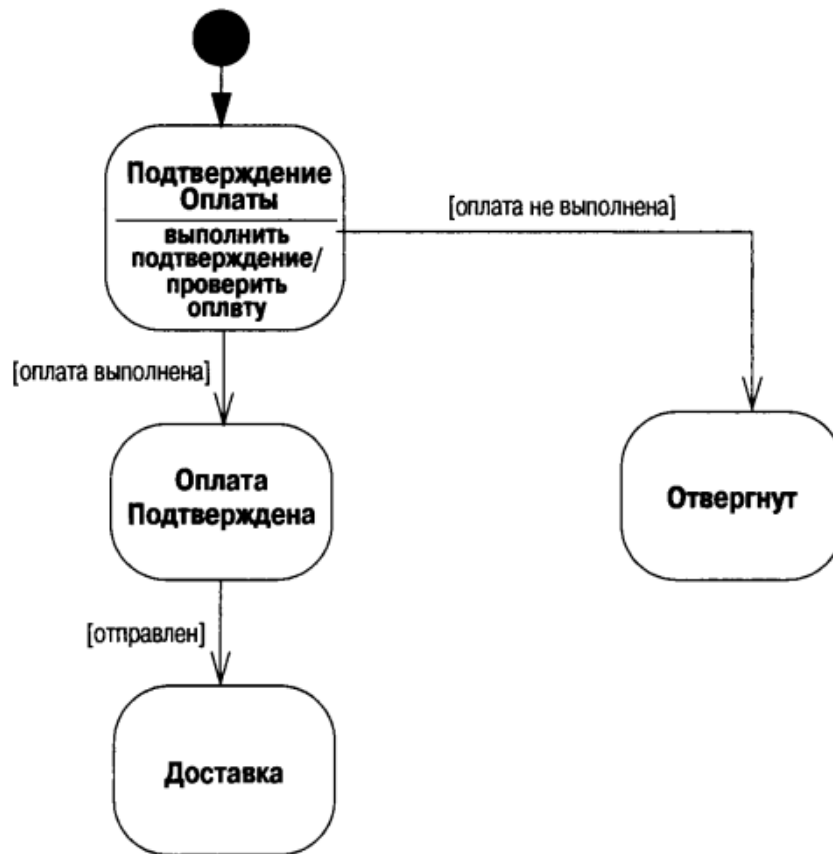 Подтверждение
Оплаты
выполнить
подтверждение/
проверить
оплвту
[оплата не выполнена]
[оплата выполнена]
Оплата
Подтверждена
Отвергнут
[отправлен]
Доставка